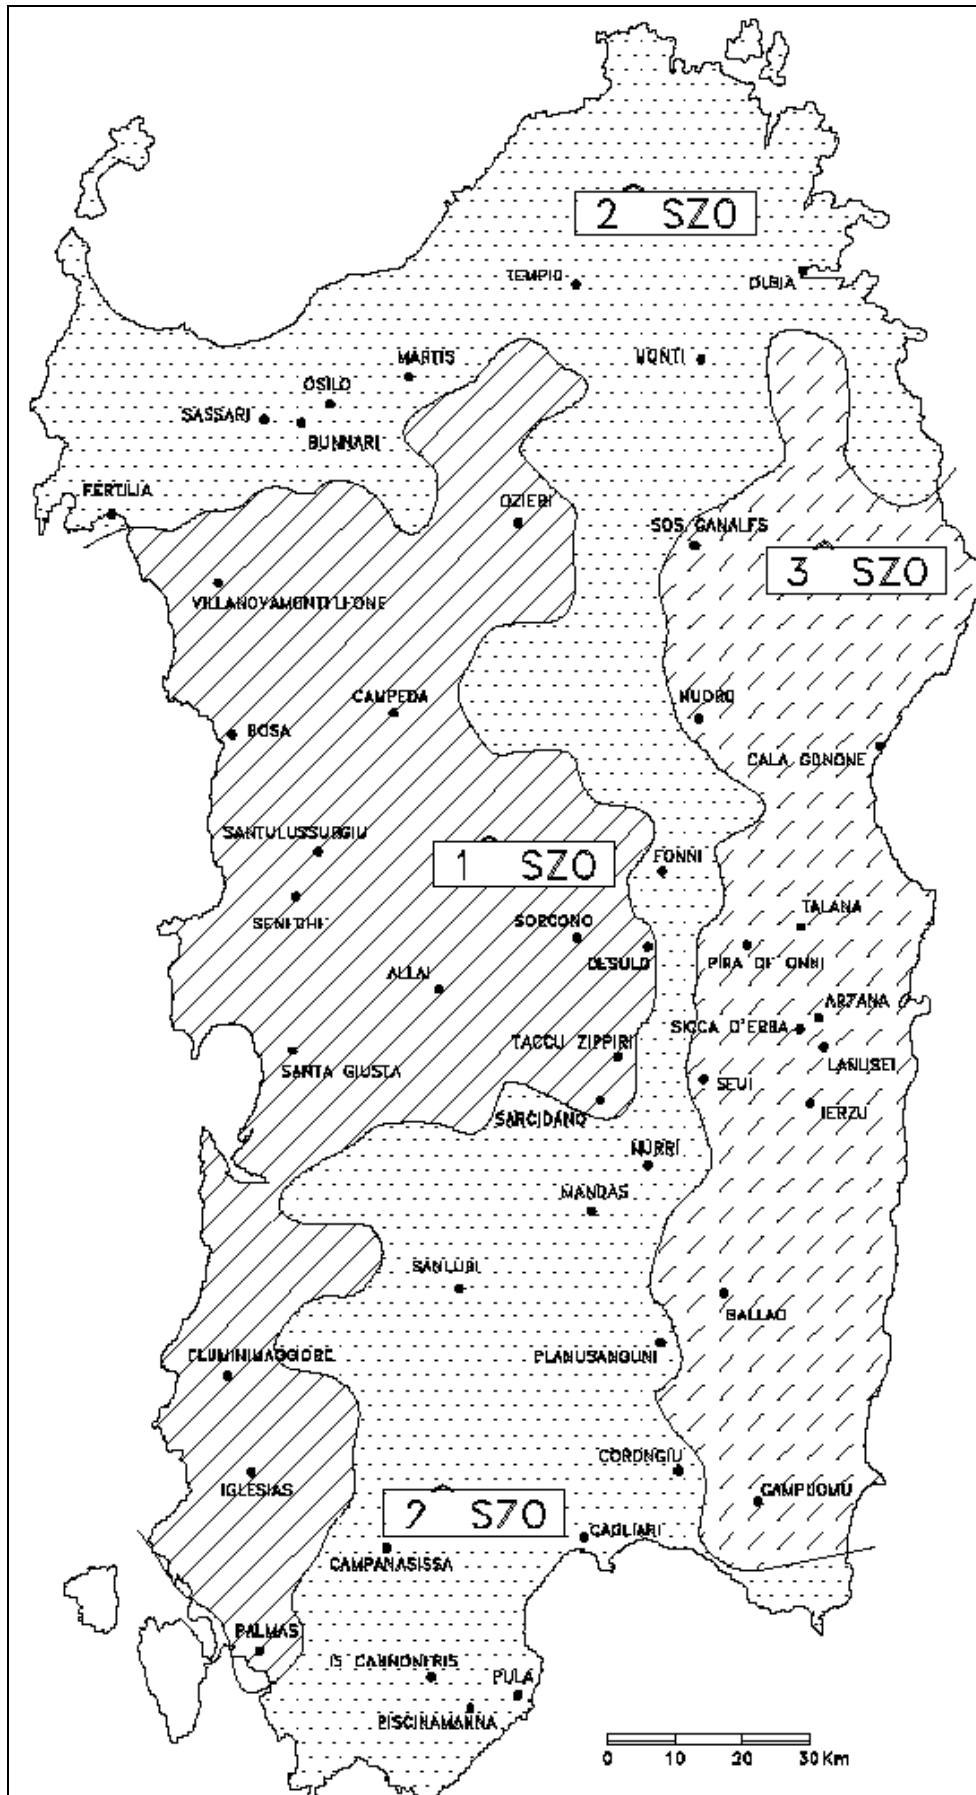 2 SZO
TEMPIO
OLBIA
MARTIS
MONTI
OSILO
SASSARI
BUNNARI
FERTILIA
OZIERI
SOS CANALES
3 SZO
VILLANOVAMONTELEONE
CAMPEDA
NUORO
BOSA
CALA GONONE
SANTULUSSURGIU
1 SZO
FONNI
SENEGHE
TALANA
SORGONO
DESULO
PIRA DE ONNI
ALLAI
ARZANA
SICCA D'ERBA
TACCU ZIPPIRI
LANUSEI
SANTA GIUSTA
SEUI
IERZU
SARCIDANO
NURRI
MANDAS
SANLURI
BALLAO
FLUMINIMAGGIORE
PLANUSANGUNI
CORONGIU
IGLESIAS
CAMPUOMU
2 SZO
CAGLIARI
CAMPANASISSA
PALMAS
IS CANNONERIS
PULA
PISCINAMANNA
0 10 20 30Km